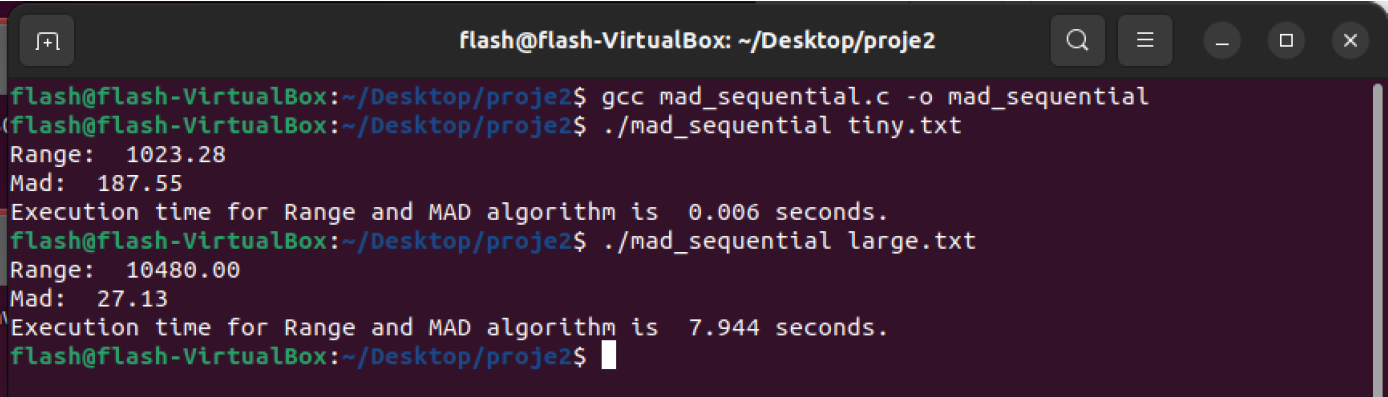 flash@flash-VirtualBox: ~/Desktop/proje2
flash@flash-VirtualBox:~/Desktop/proje2$ gcc mad_sequential.c -o mad_sequential
flash@flash-VirtualBox:~/Desktop/proje2$ ./mad_sequential tiny.txt
Range:  1023.28
Mad:  187.55
Execution time for Range and MAD algorithm is  0.006 seconds.
flash@flash-VirtualBox:~/Desktop/proje2$ ./mad_sequential large.txt
Range:  10480.00
Mad:  27.13
Execution time for Range and MAD algorithm is  7.944 seconds.
flash@flash-VirtualBox:~/Desktop/proje2$